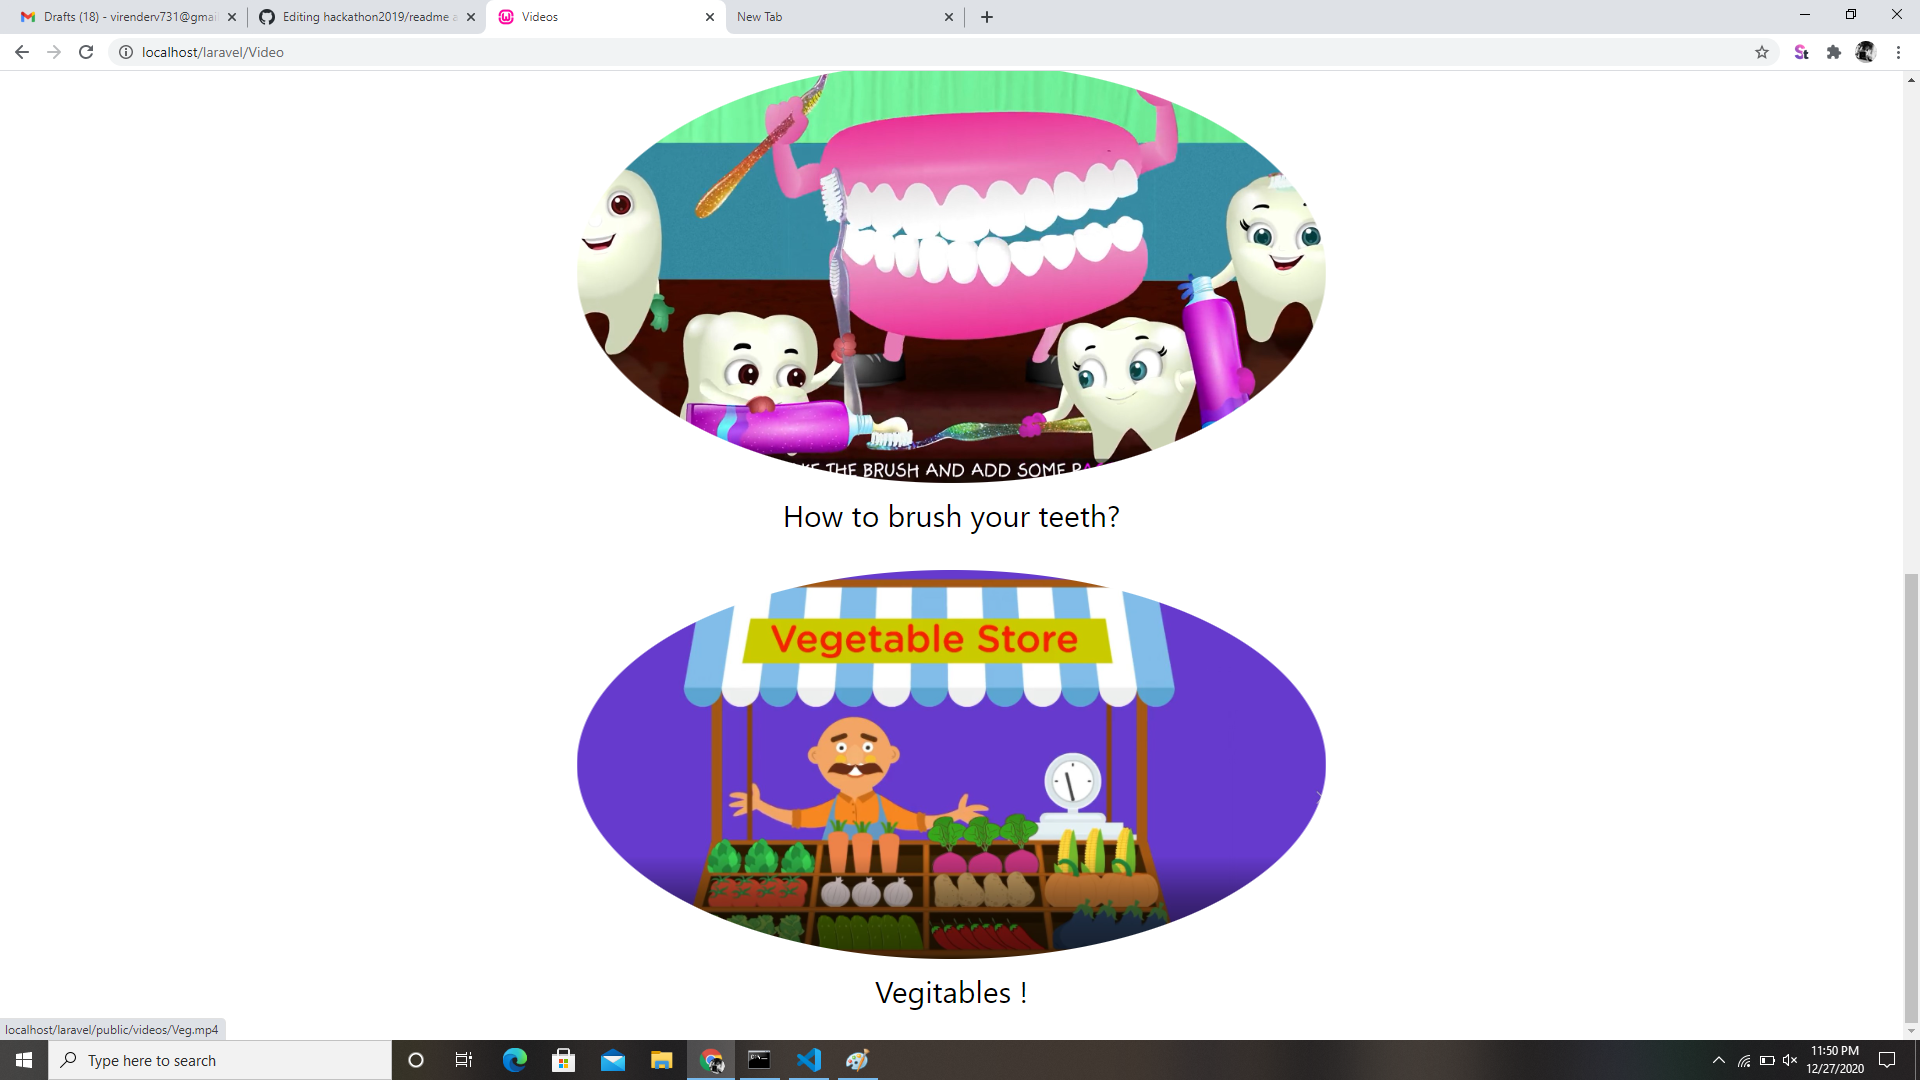 Drafts (18) - virenderv731@gmai
Editing hackathon2019/readme a
Videos
New Tab
localhost/laravel/Video
THE BRUSH AND ADD SOME
How to brush your teeth?
Vegetable Store
Vegitables !
localhost/laravel/public/videos/Veg.mp4
Type here to search
11:50 PM
12/27/2020